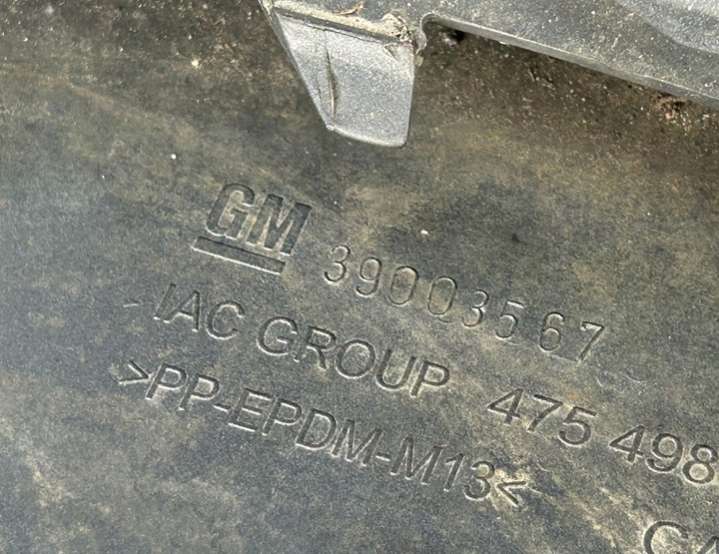 GM 39003567
IAC GROUP 475 498
>PP-EPDM-M13<